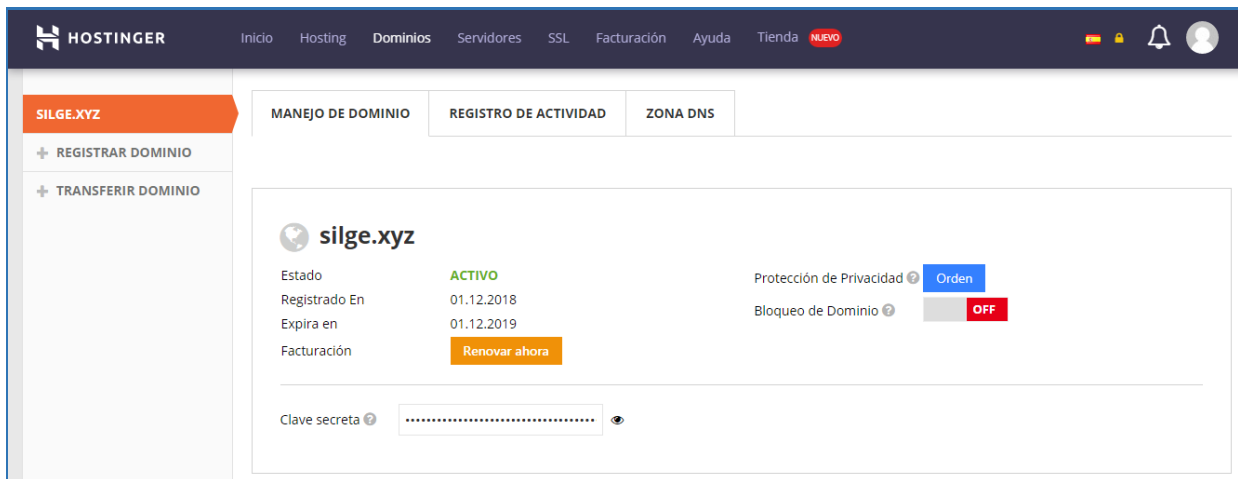 HOSTINGER Inicio Hosting Dominios Servidores SSL Facturación Ayuda Tienda NUEVO
SILGE.XYZ
REGISTRAR DOMINIO
TRANSFERIR DOMINIO
MANEJO DE DOMINIO REGISTRO DE ACTIVIDAD ZONA DNS
silge.xyz
Estado ACTIVO
Registrado En 01.12.2018
Expira en 01.12.2019
Facturación Renovar ahora
Protección de Privacidad ? Orden
Bloqueo de Dominio ? OFF
Clave secreta ?